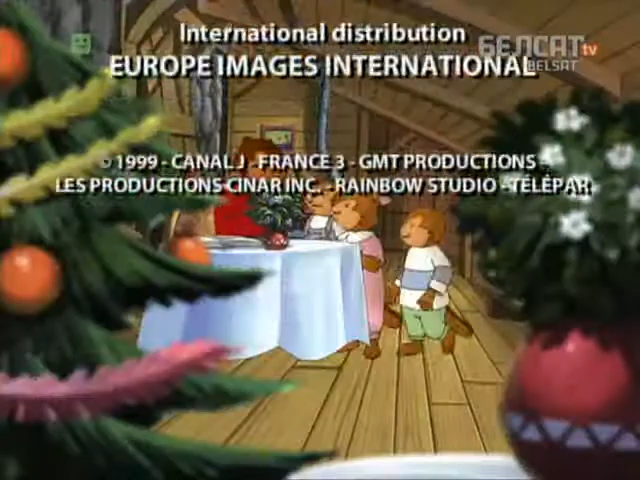 International distribution
БЕЛСАТ tv
EUROPE IMAGES INTERNATIONAL
BELSAT
© 1999 - CANAL J - FRANCE 3 - GMT PRODUCTIONS -
LES PRODUCTIONS CINAR INC. - RAINBOW STUDIO - TÉLÉPAR